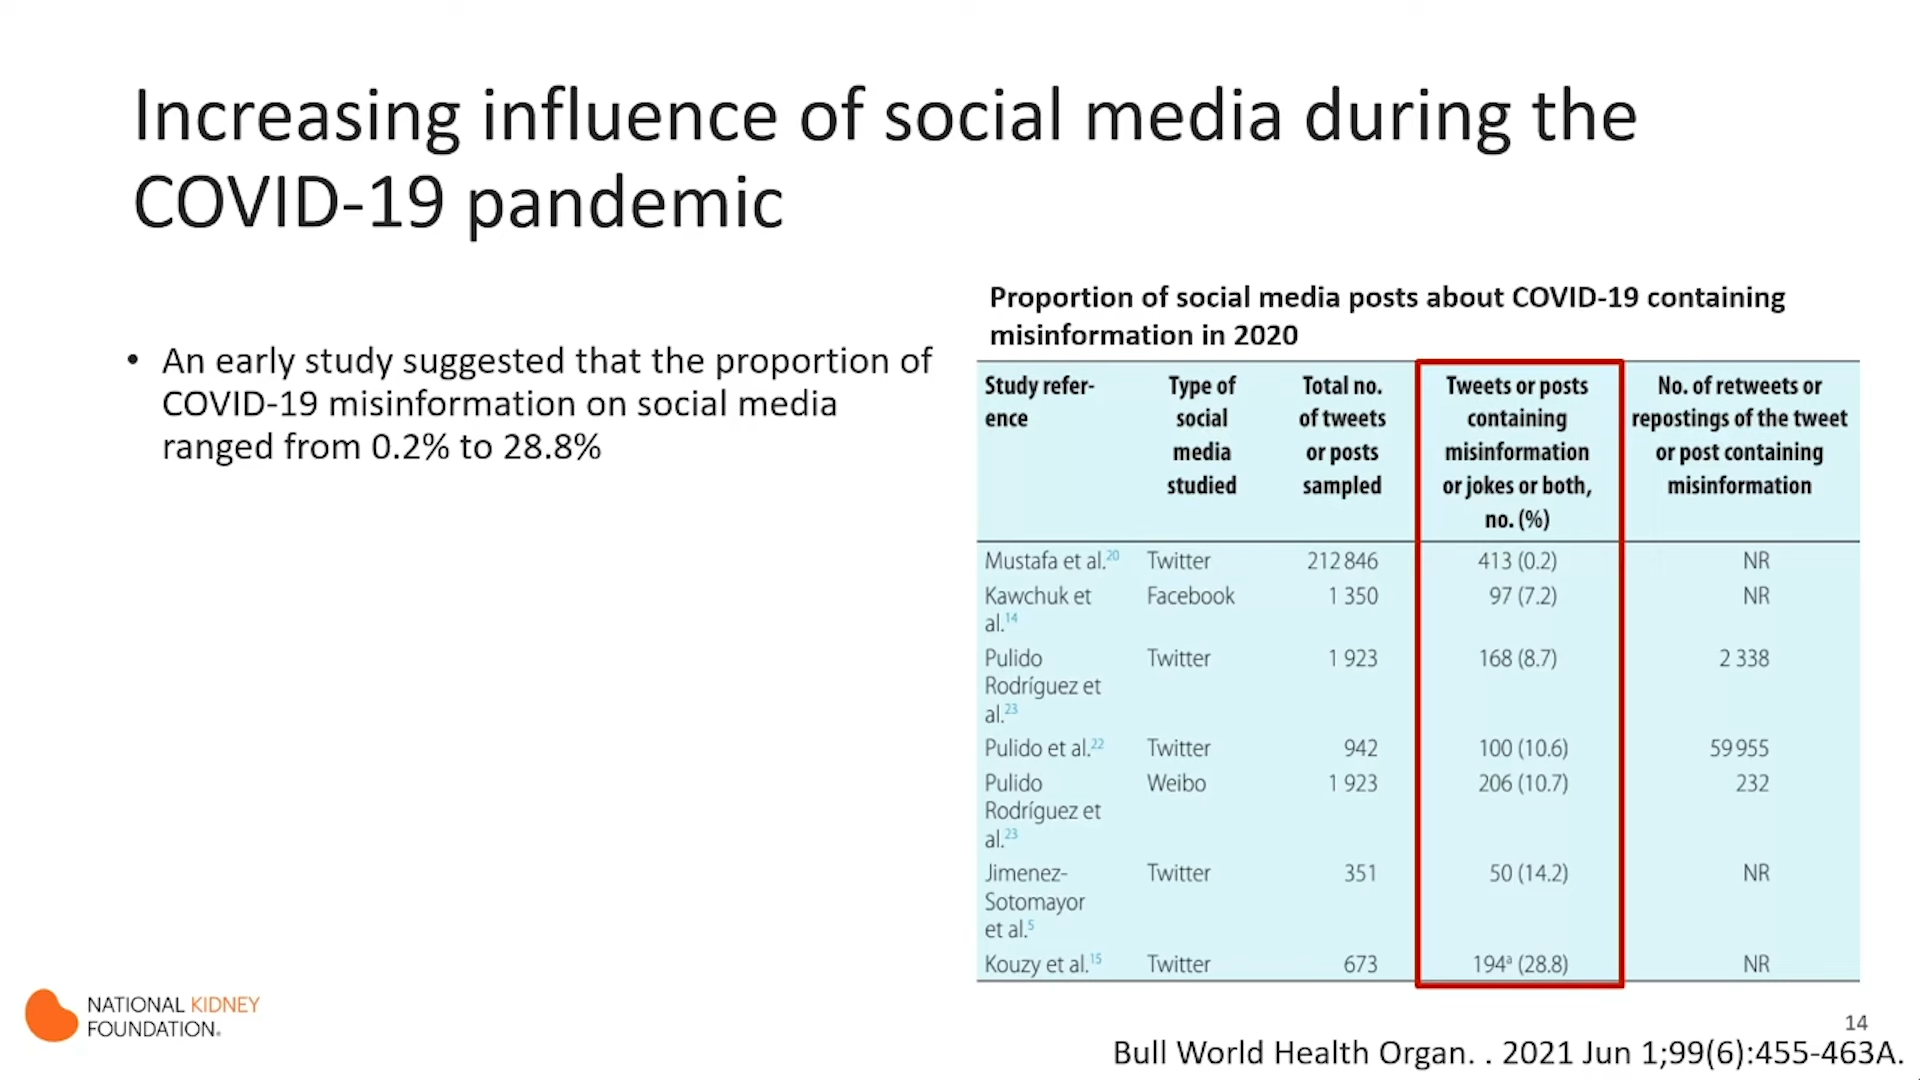 Increasing influence of social media during the
COVID-19 pandemic
• An early study suggested that the proportion of
COVID-19 misinformation on social media
ranged from 0.2% to 28.8%
Proportion of social media posts about COVID-19 containing
misinformation in 2020
Study refer-
ence
Type of
social
media
studied
Total no.
of tweets
or posts
sampled
Tweets or posts
containing
misinformation
or jokes or both,
no. (%)
No. of retweets or
repostings of the tweet
or post containing
misinformation
Mustafa et al.20 Twitter 212 846 413 (0.2) NR
Kawchuk et Facebook 1 350 97 (7.2) NR
al.14
Pulido Twitter 1 923 168 (8.7) 2 338
Rodríguez et
al.23
Pulido et al.22 Twitter 942 100 (10.6) 59 955
Pulido Weibo 1 923 206 (10.7) 232
Rodríguez et
al.23
Jimenez- Twitter 351 50 (14.2) NR
Sotomayor
et al.5
Kouzy et al.15 Twitter 673 194a (28.8) NR
NATIONAL KIDNEY
FOUNDATION®
14
Bull World Health Organ. . 2021 Jun 1;99(6):455-463A.